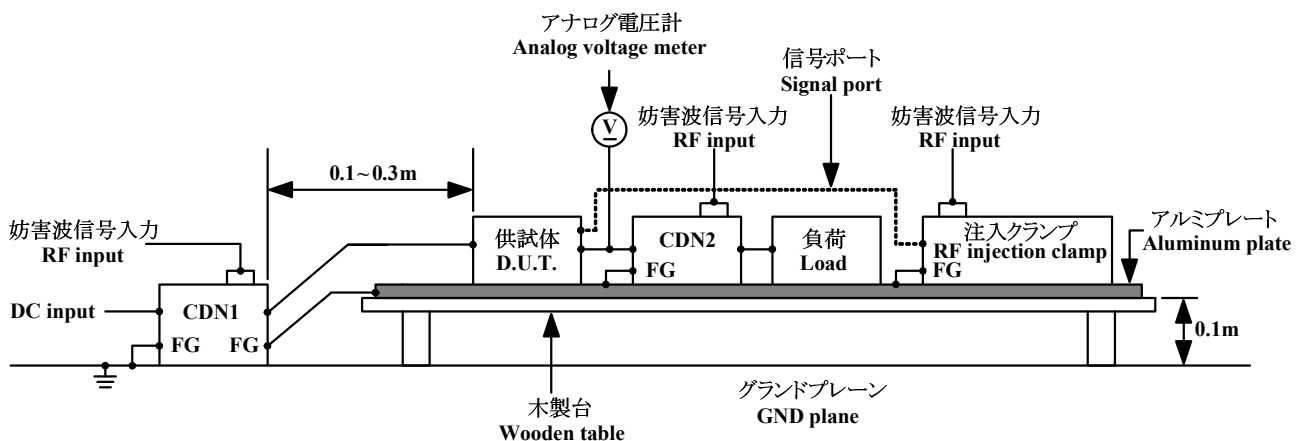 アナログ電圧計
Analog voltage meter
信号ポート
Signal port
V
妨害波信号入力
RF input
妨害波信号入力
RF input
0.1~0.3m
妨害波信号入力
RF input
供試体
D.U.T.
CDN2
FG
負荷
Load
注入クランプ
RF injection clamp
FG
アルミプレート
Aluminum plate
DC input
CDN1
FG
FG
0.1m
グランドプレーン
GND plane
木製台
Wooden table